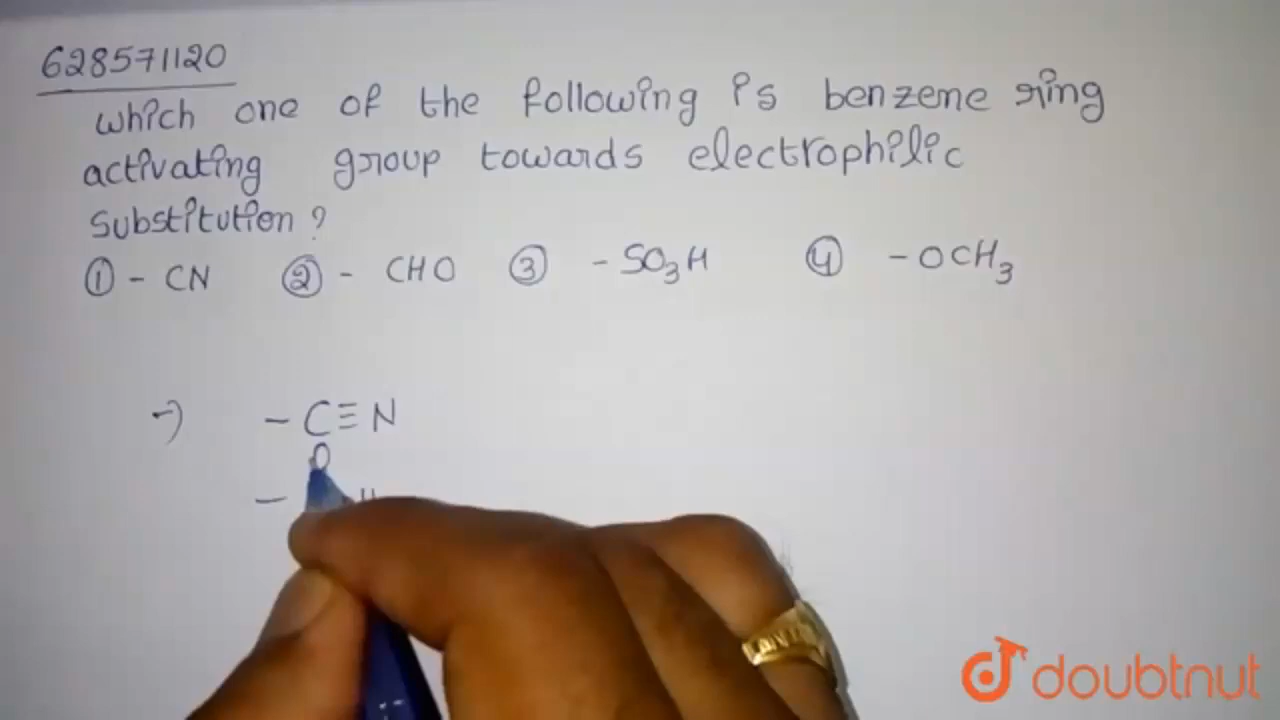 628571120
which one of the following is benzene ring
activating group towards electrophilic
substitution?
① - CN ② - CHO ③ - SO₃H ④ - OCH₃
→) - C≡N
O
-
doubtnut